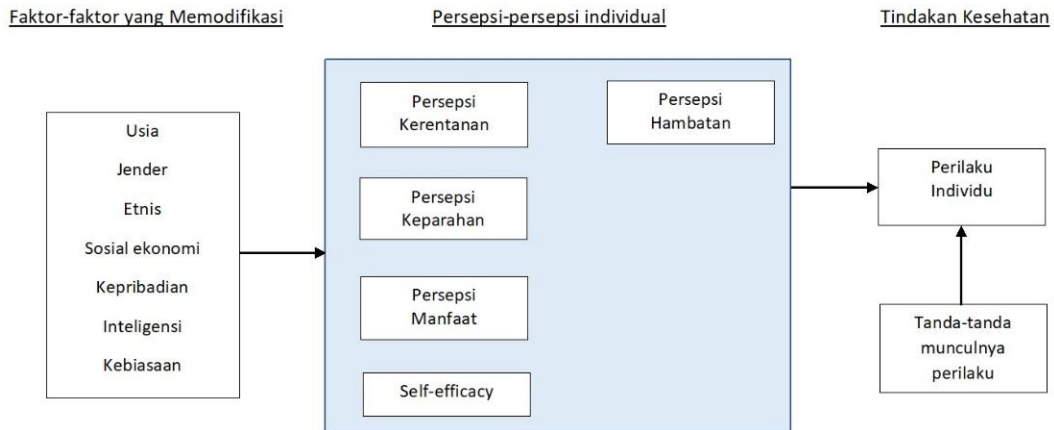 Faktor-faktor yang Memodifikasi
Persepsi-persepsi individual
Tindakan Kesehatan
Usia
Jender
Etnis
Sosial ekonomi
Kepribadian
Inteligensi
Kebiasaan
Persepsi
Kerentanan
Persepsi
Keparahan
Persepsi
Manfaat
Self-efficacy
Persepsi
Hambatan
Perilaku
Individu
Tanda-tanda
munculnya
perilaku